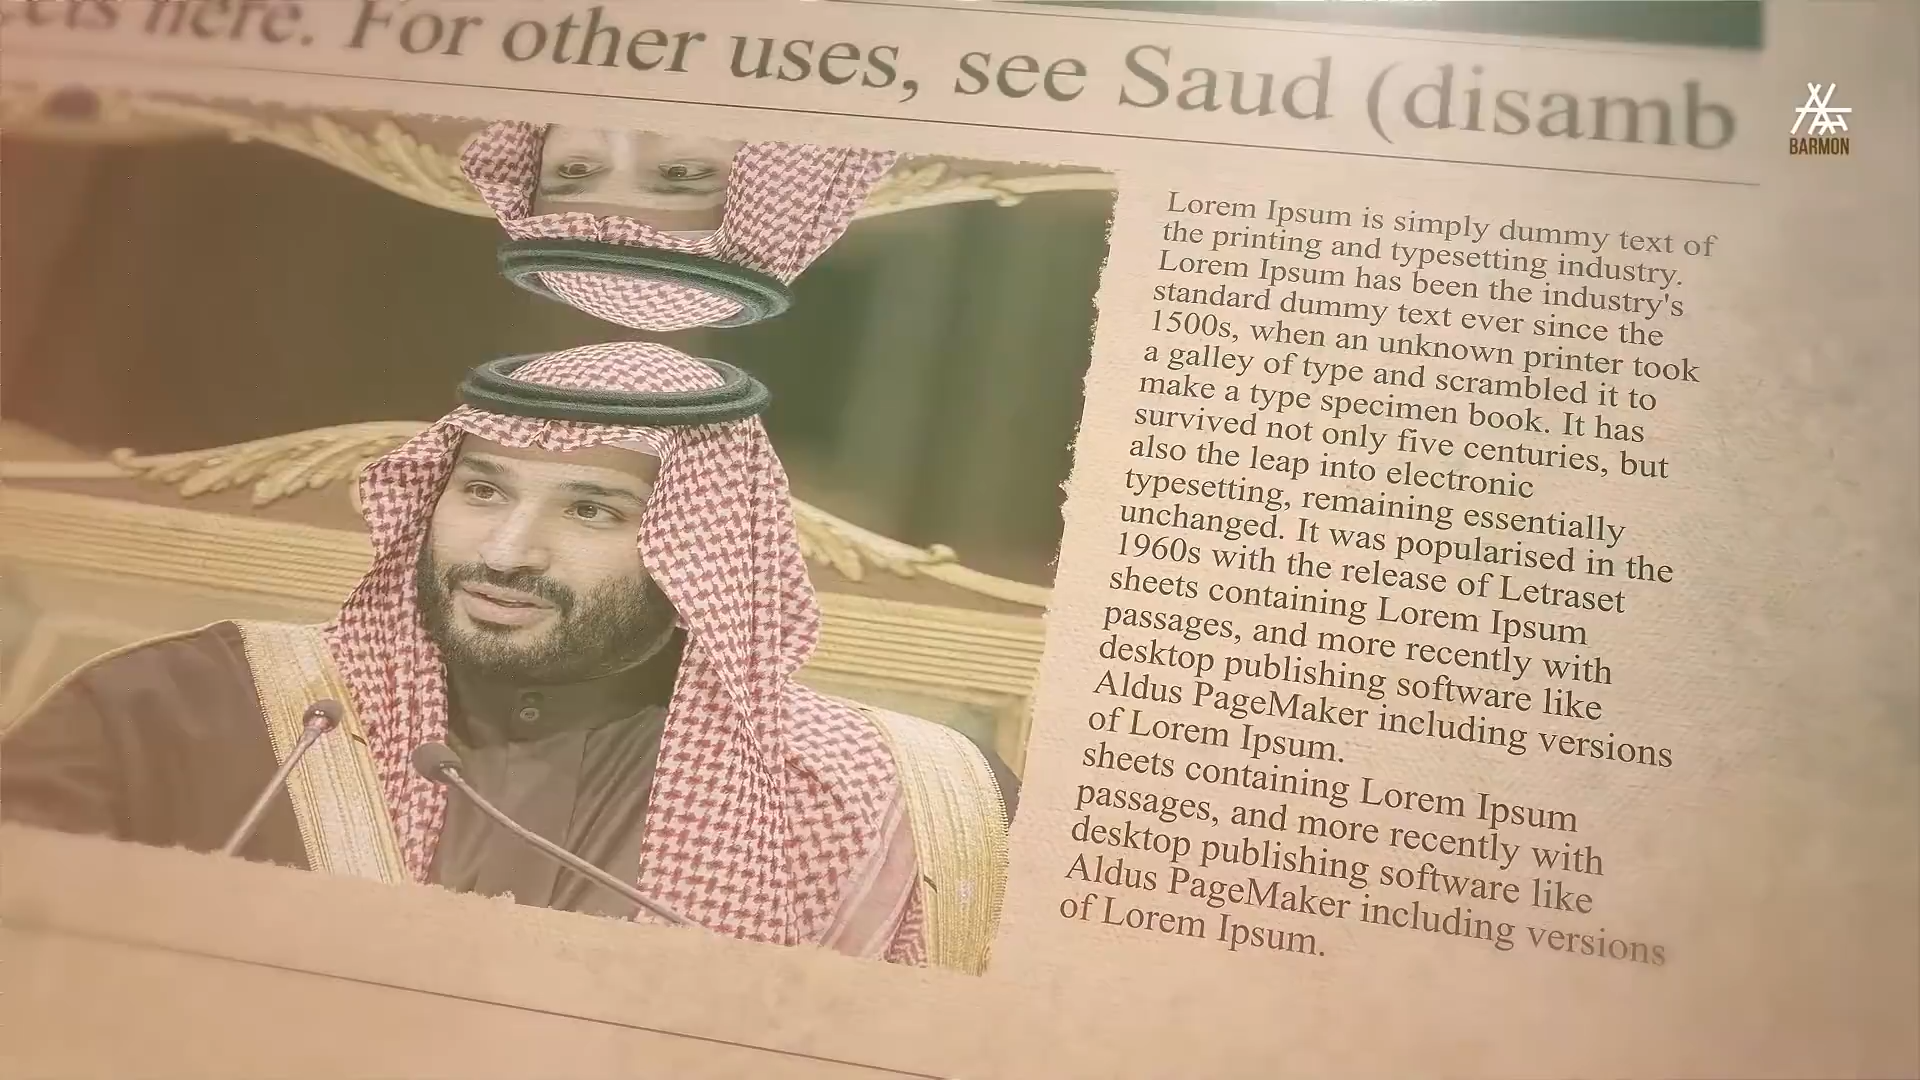 here. For other uses, see Saud (disamb
BARMON
Lorem Ipsum is simply dummy text of
the printing and typesetting industry.
Lorem Ipsum has been the industry's
standard dummy text ever since the
1500s, when an unknown printer took
a galley of type and scrambled it to
make a type specimen book. It has
survived not only five centuries, but
also the leap into electronic
typesetting, remaining essentially
unchanged. It was popularised in the
1960s with the release of Letraset
sheets containing Lorem Ipsum
passages, and more recently with
desktop publishing software like
Aldus PageMaker including versions
of Lorem Ipsum.
sheets containing Lorem Ipsum
passages, and more recently with
desktop publishing software like
Aldus PageMaker including versions
of Lorem Ipsum.